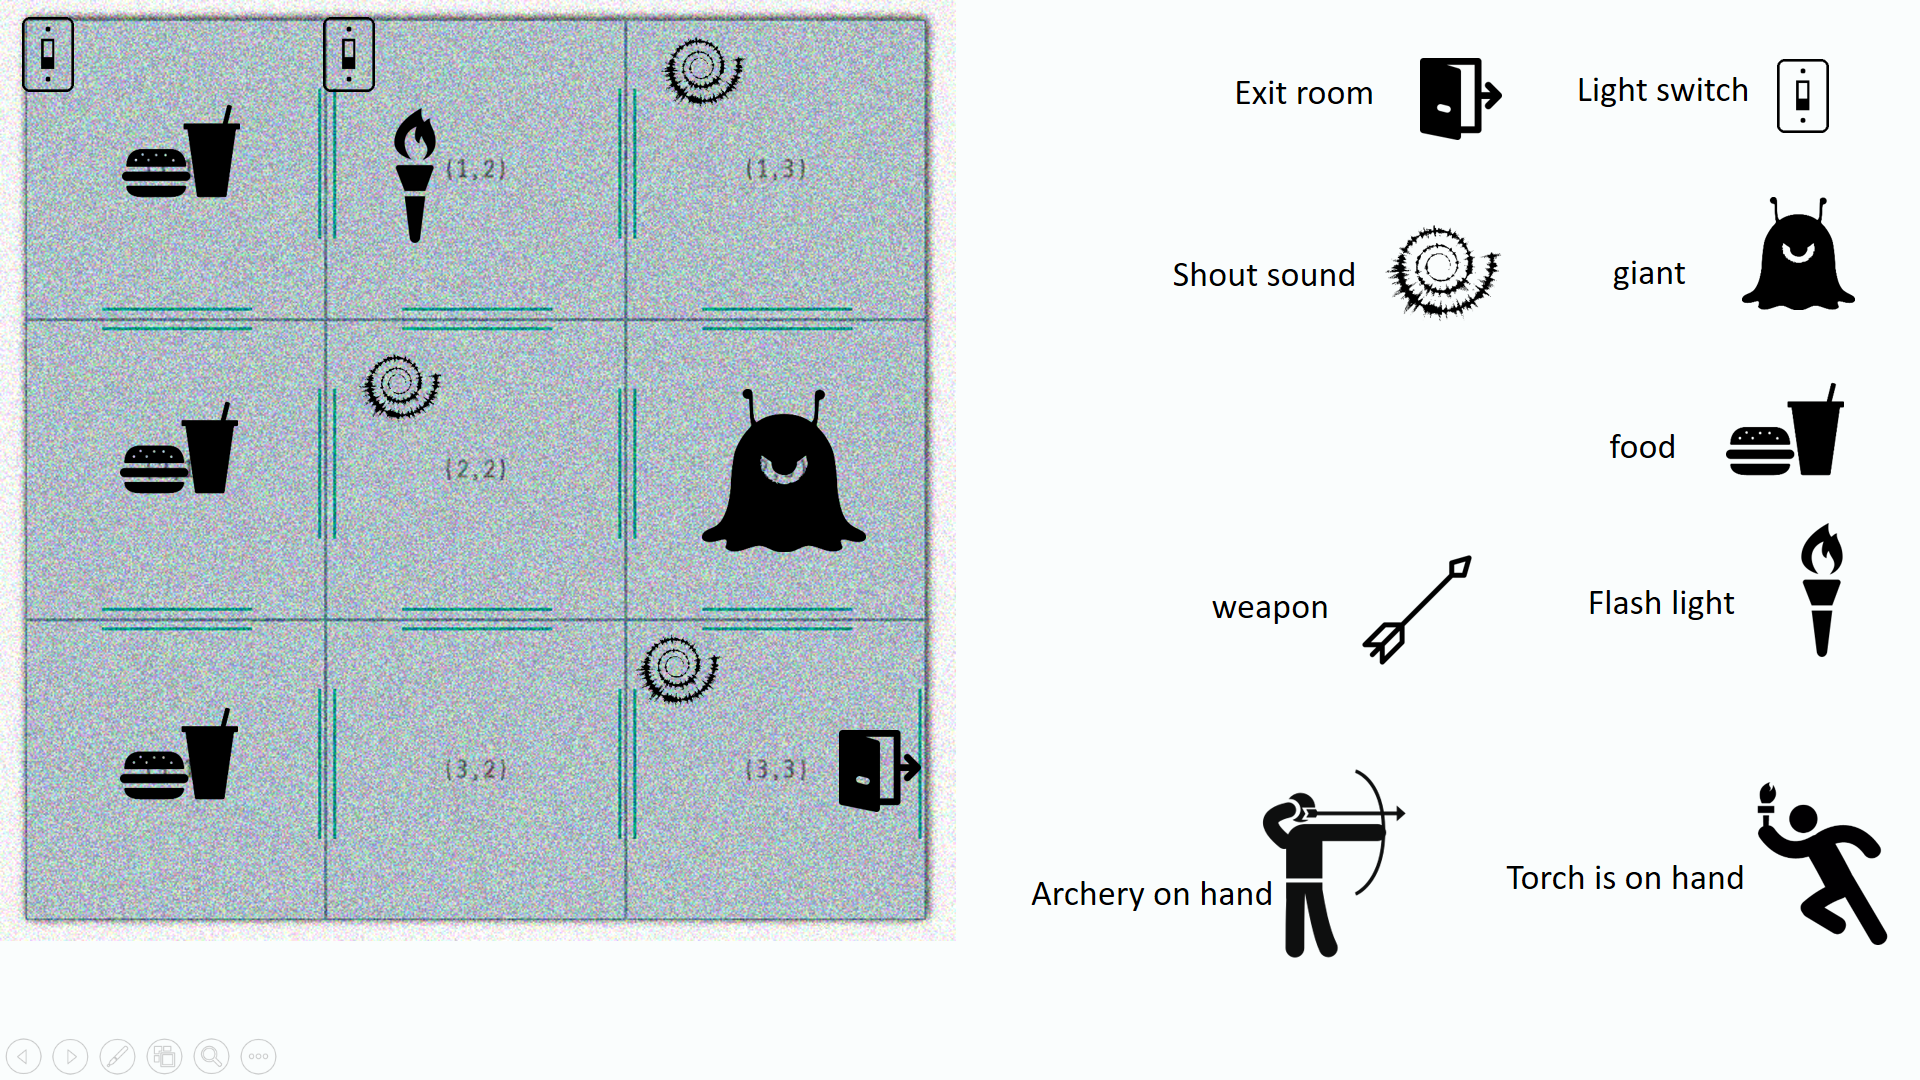 (1,2)
(1,3)
(2,2)
(3,2)
(3,3)
Exit room
Light switch
Shout sound
giant
food
weapon
Flash light
Archery on hand
Torch is on hand